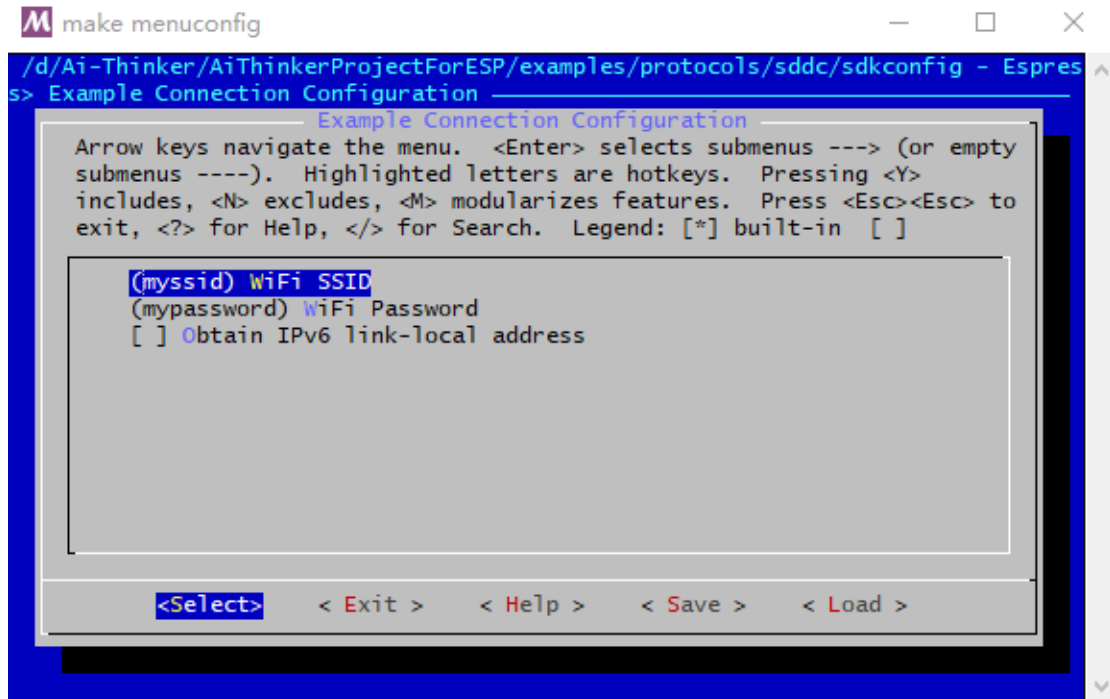 make menuconfig
/d/Ai-Thinker/AiThinkerProjectForESP/examples/protocols/sddc/sdkconfig - Espres
s> Example Connection Configuration
Example Connection Configuration
Arrow keys navigate the menu.  <Enter> selects submenus ---> (or empty
submenus ----).  Highlighted letters are hotkeys.  Pressing <Y>
includes, <N> excludes, <M> modularizes features.  Press <Esc><Esc> to
exit, <?> for Help, </> for Search.  Legend: [*] built-in  [ ]
(myssid) WiFi SSID
(mypassword) WiFi Password
[ ] Obtain IPv6 link-local address
<Select>    < Exit >    < Help >    < Save >    < Load >